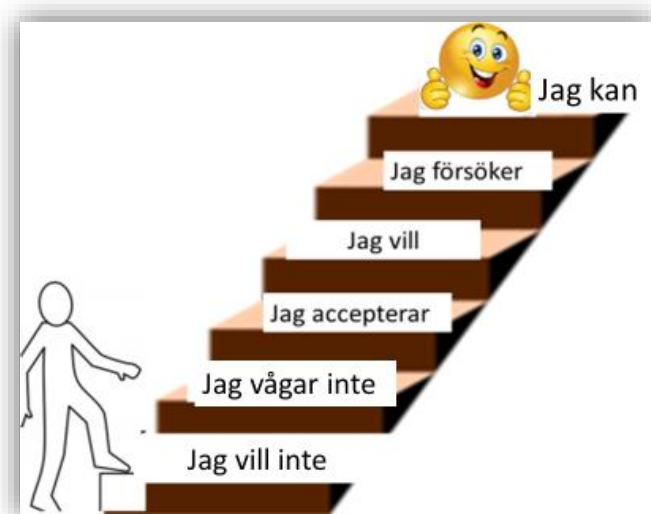 Jag kan
Jag försöker
Jag vill
Jag accepterar
Jag vågar inte
Jag vill inte